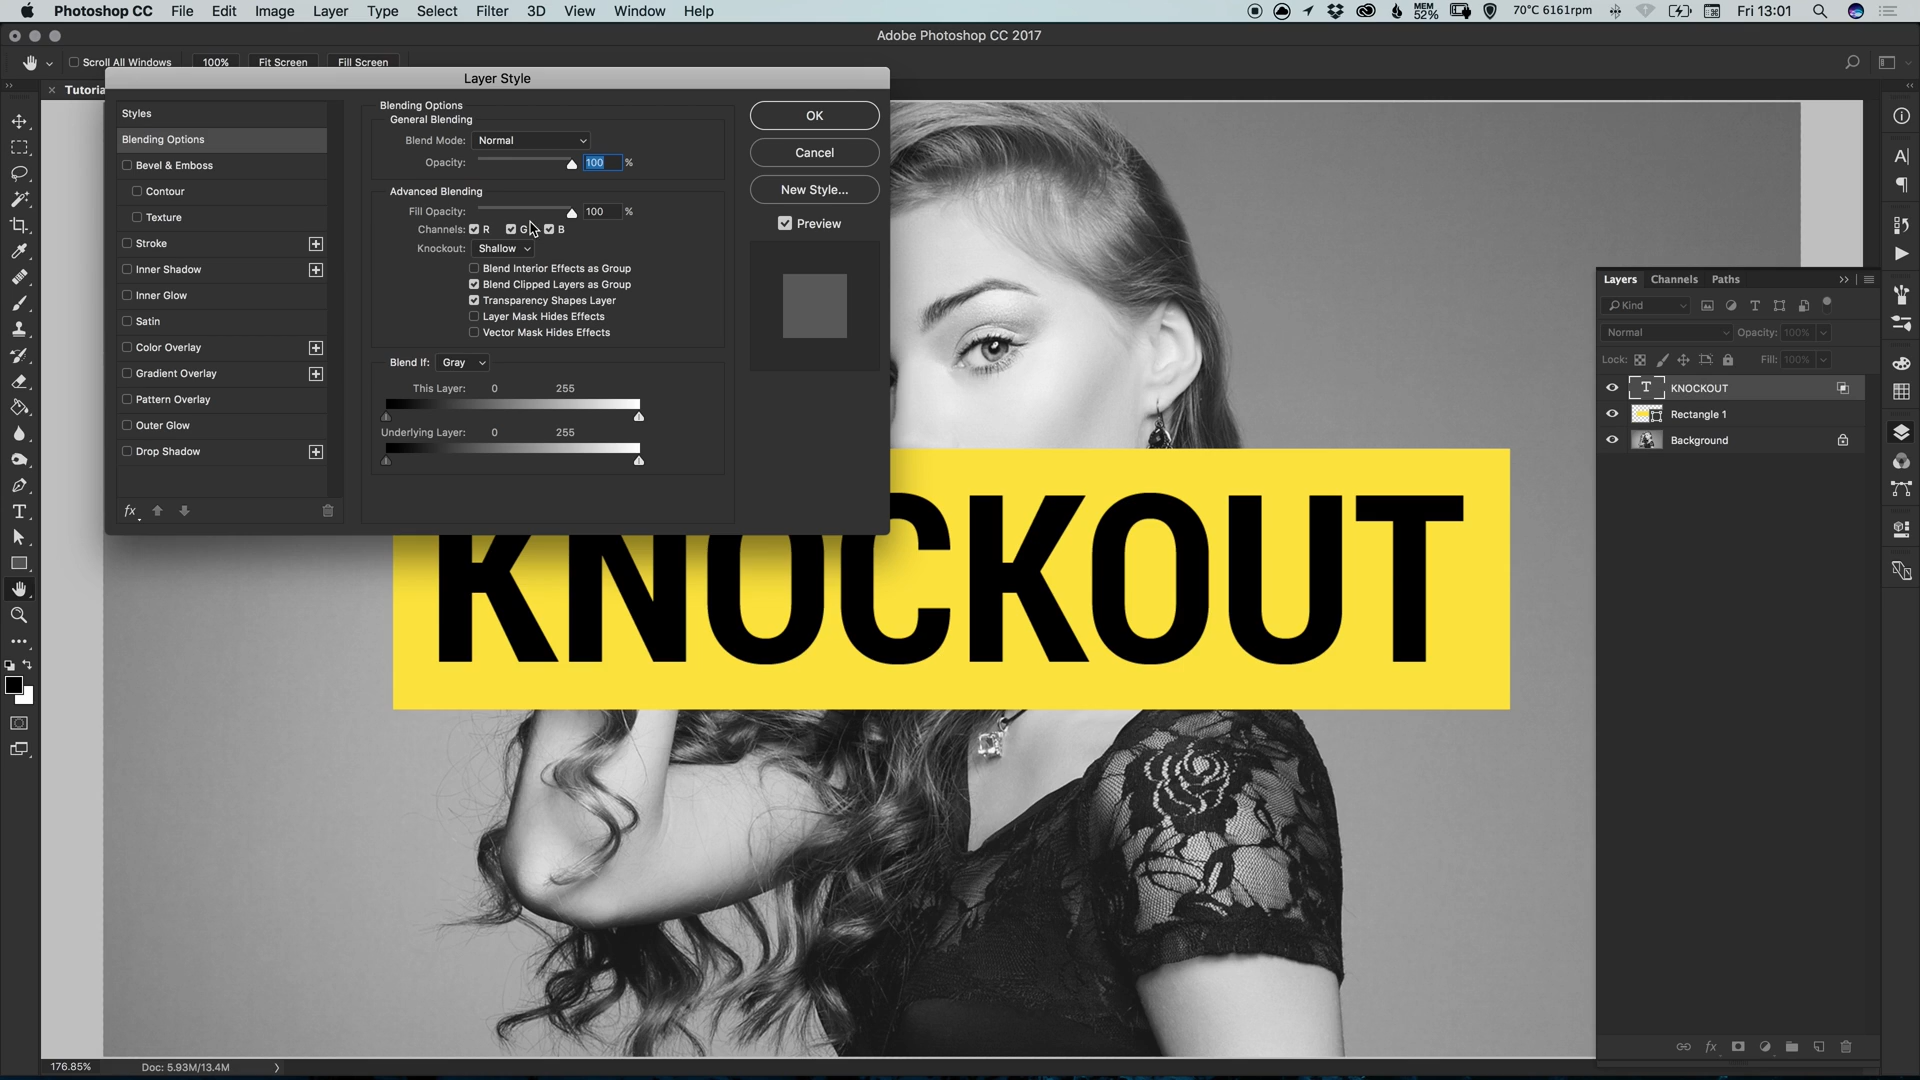 Photoshop CC File Edit Image Layer Type Select Filter 3D View Window Help
MEM 52% 70°C 6161rpm Fri 13:01
Adobe Photoshop CC 2017
Scroll All Windows 100% Fit Screen Fill Screen
Tutoria
Layer Style
Styles
Blending Options
Bevel & Emboss
Contour
Texture
Stroke
Inner Shadow
Inner Glow
Satin
Color Overlay
Gradient Overlay
Pattern Overlay
Outer Glow
Drop Shadow
fx
Blending Options
General Blending
Blend Mode: Normal
Opacity: 100 %
Advanced Blending
Fill Opacity: 100 %
Channels: R G B
Knockout: Shallow
Blend Interior Effects as Group
Blend Clipped Layers as Group
Transparency Shapes Layer
Layer Mask Hides Effects
Vector Mask Hides Effects
Blend If: Gray
This Layer: 0 255
Underlying Layer: 0 255
OK
Cancel
New Style...
Preview
Layers Channels Paths
Kind
Normal Opacity: 100%
Lock: Fill: 100%
KNOCKOUT
Rectangle 1
Background
fx
KNOCKOUT
176.85% Doc: 5.93M/13.4M